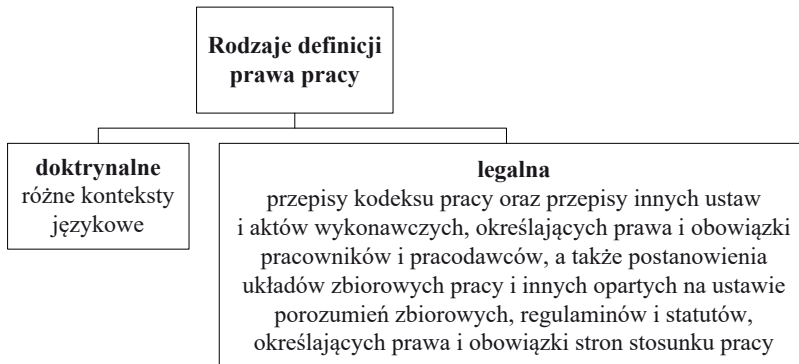 Rodzaje definicji
prawa pracy
doktrynalne
różne konteksty
językowe
legalna
przepisy kodeksu pracy oraz przepisy innych ustaw
i aktów wykonawczych, określających prawa i obowiązki
pracowników i pracodawców, a także postanowienia
układów zbiorowych pracy i innych opartych na ustawie
porozumień zbiorowych, regulaminów i statutów,
określających prawa i obowiązki stron stosunku pracy